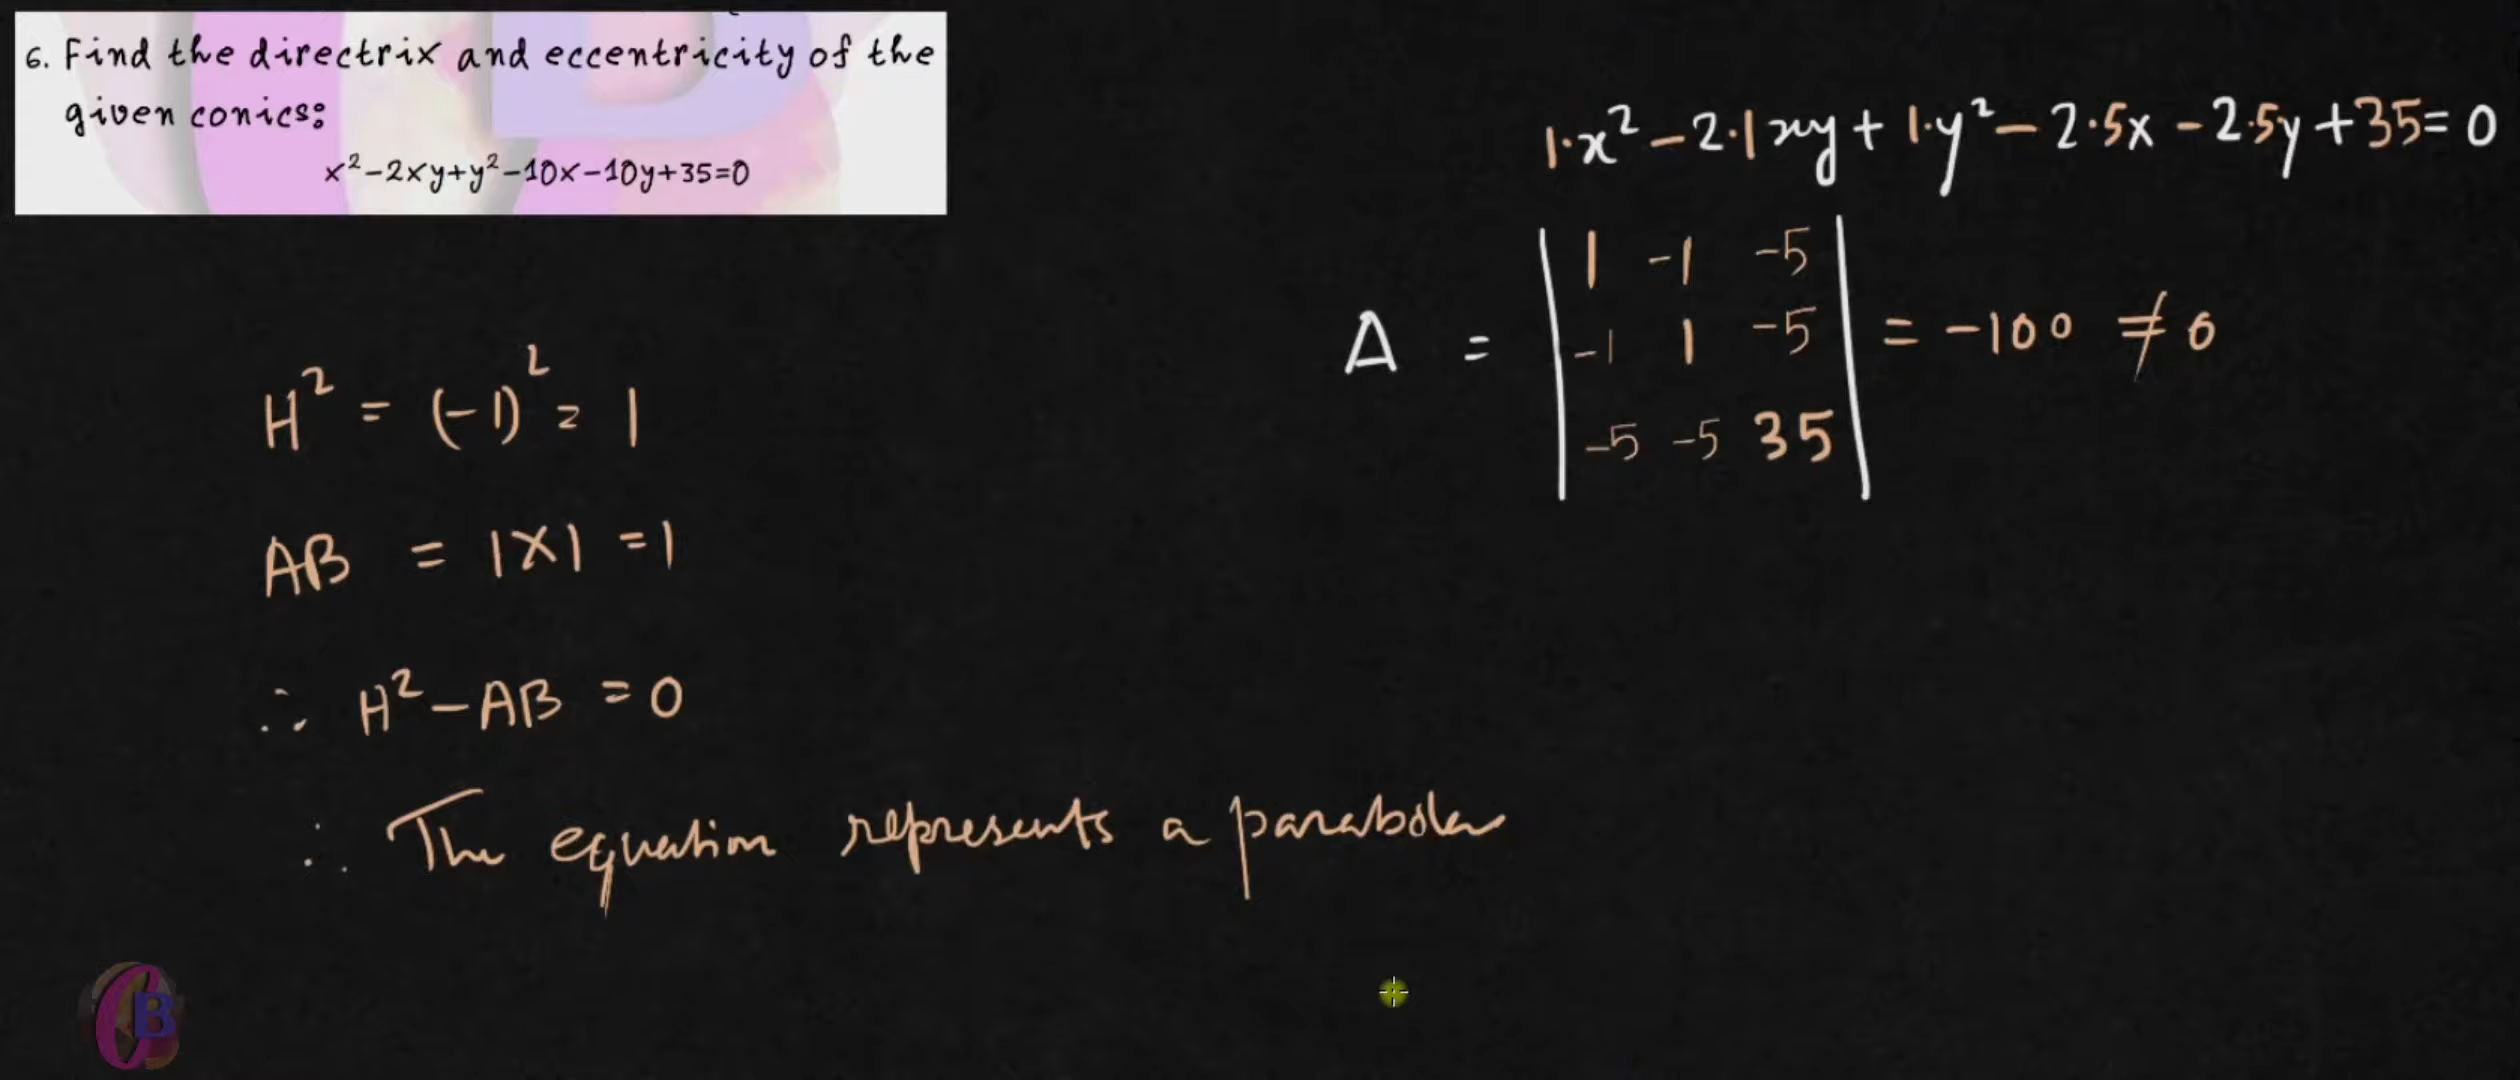 6. Find the directrix and eccentricity of the
given conics:
x²-2xy+y²-10x-10y+35=0
1·x² - 2·1xy + 1·y² - 2·5x - 2·5y + 35 = 0
Δ = | 1 -1 -5 | = -100 ≠ 0
| -1 1 -5 |
| -5 -5 35 |
H² = (-1)² = 1
AB = 1×1 = 1
∴ H² - AB = 0
∴ The equation represents a parabola
CB